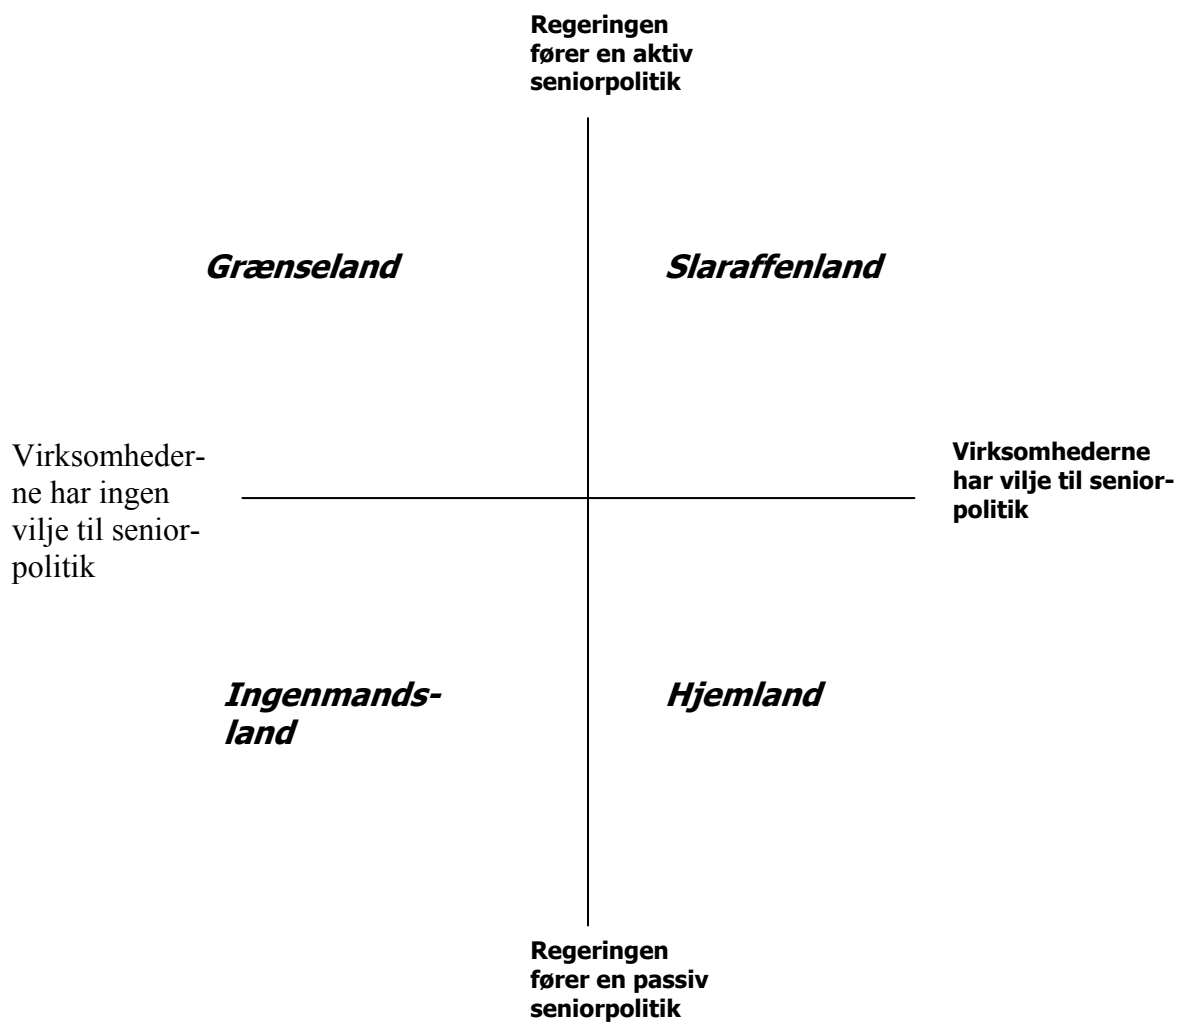 Regeringen
fører en aktiv
seniorpolitik
Grænseland
Slaraffenland
Virksomheder-
ne har ingen
vilje til senior-
politik
Virksomhederne
har vilje til senior-
politik
Ingenmands-
land
Hjemland
Regeringen
fører en passiv
seniorpolitik